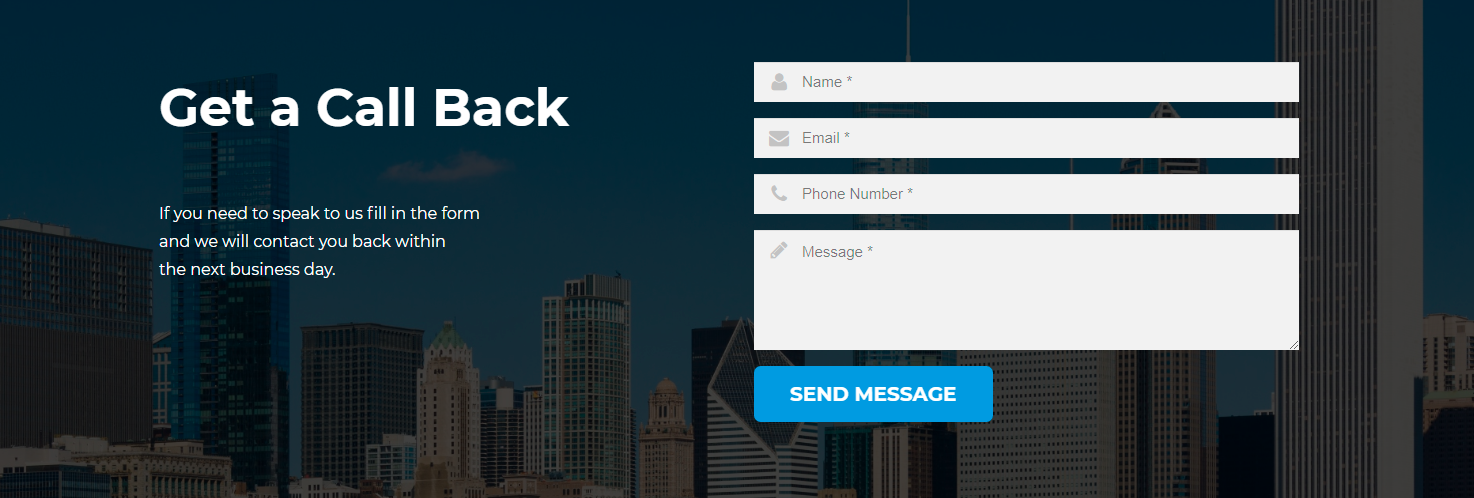 Get a Call Back
If you need to speak to us fill in the form
and we will contact you back within
the next business day.
Name *
Email *
Phone Number *
Message *
SEND MESSAGE